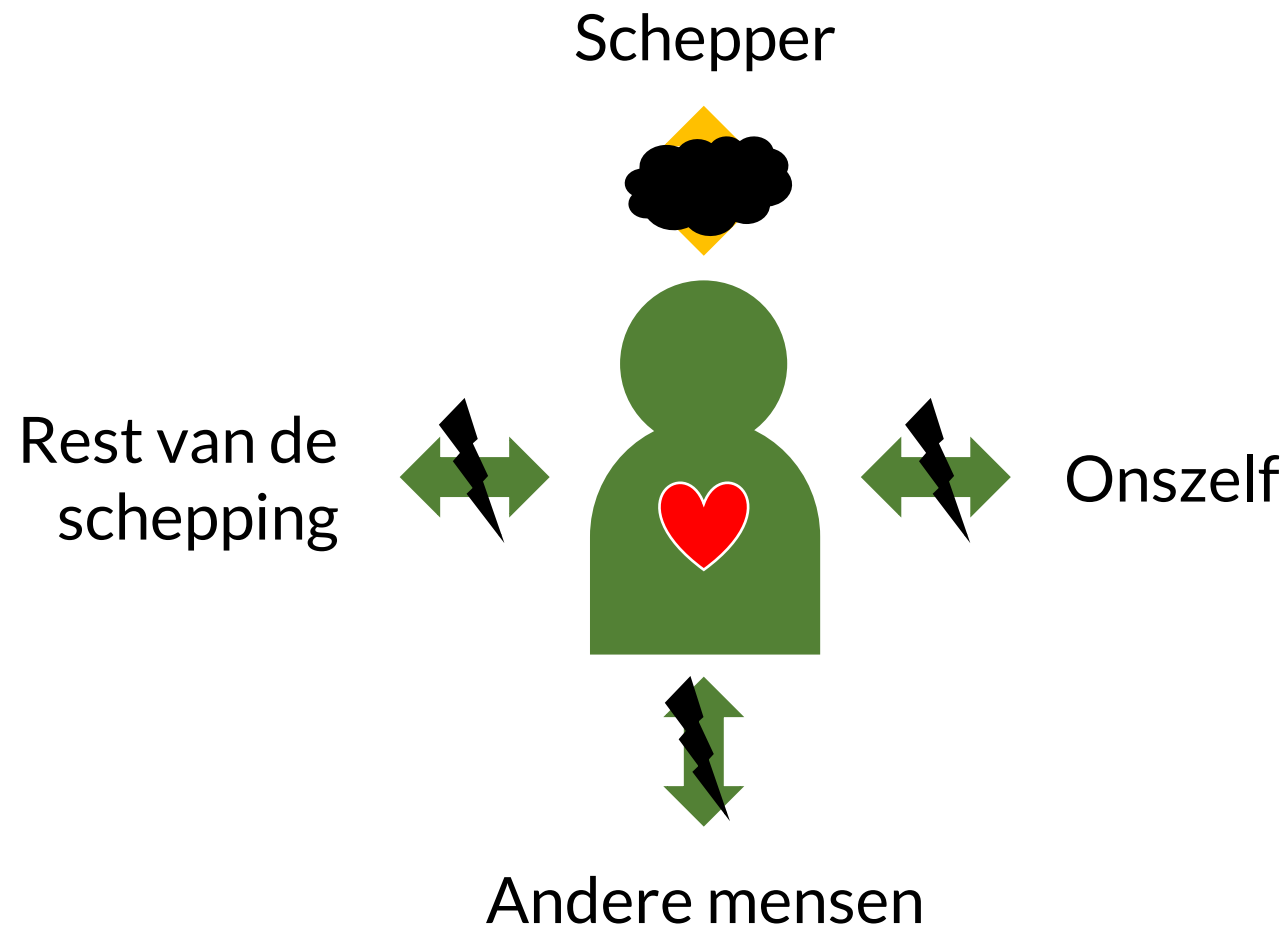 Schepper
Rest van de
schepping
Onszelf
Andere mensen